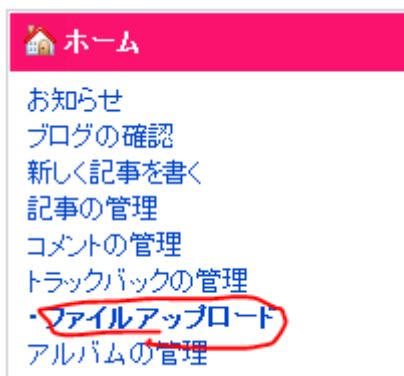 ホーム
お知らせ
ブログの確認
新しく記事を書く
記事の管理
コメントの管理
トラックバックの管理
・ファイルアップロード
アルバムの管理